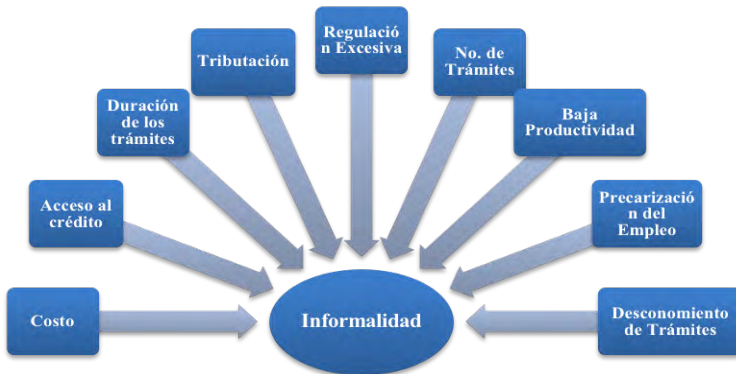 Regulació
n Excesiva
Tributación
No. de
Trámites
Duración
de los
trámites
Baja
Productividad
Acceso al
crédito
Precarizació
n del
Empleo
Costo
Informalidad
Desconomiento
de Trámites